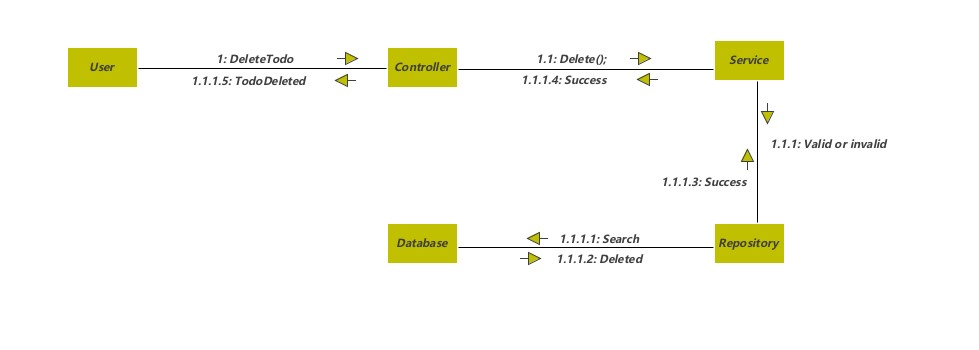 User
1: DeleteTodo
1.1.1.5: TodoDeleted
Controller
1.1: Delete();
1.1.1.4: Success
Service
1.1.1: Valid or invalid
1.1.1.3: Success
Database
1.1.1.1: Search
1.1.1.2: Deleted
Repository